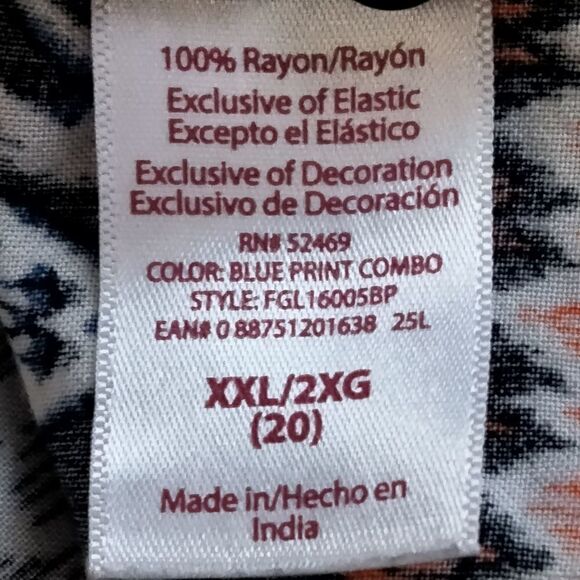 100% Rayon/Rayón
Exclusive of Elastic
Excepto el Elástico
Exclusive of Decoration
Exclusivo de Decoración
RN# 52469
COLOR: BLUE PRINT COMBO
STYLE: FGL16005BP
EAN# 0 88751201638 25L
XXL/2XG
(20)
Made in/Hecho en
India